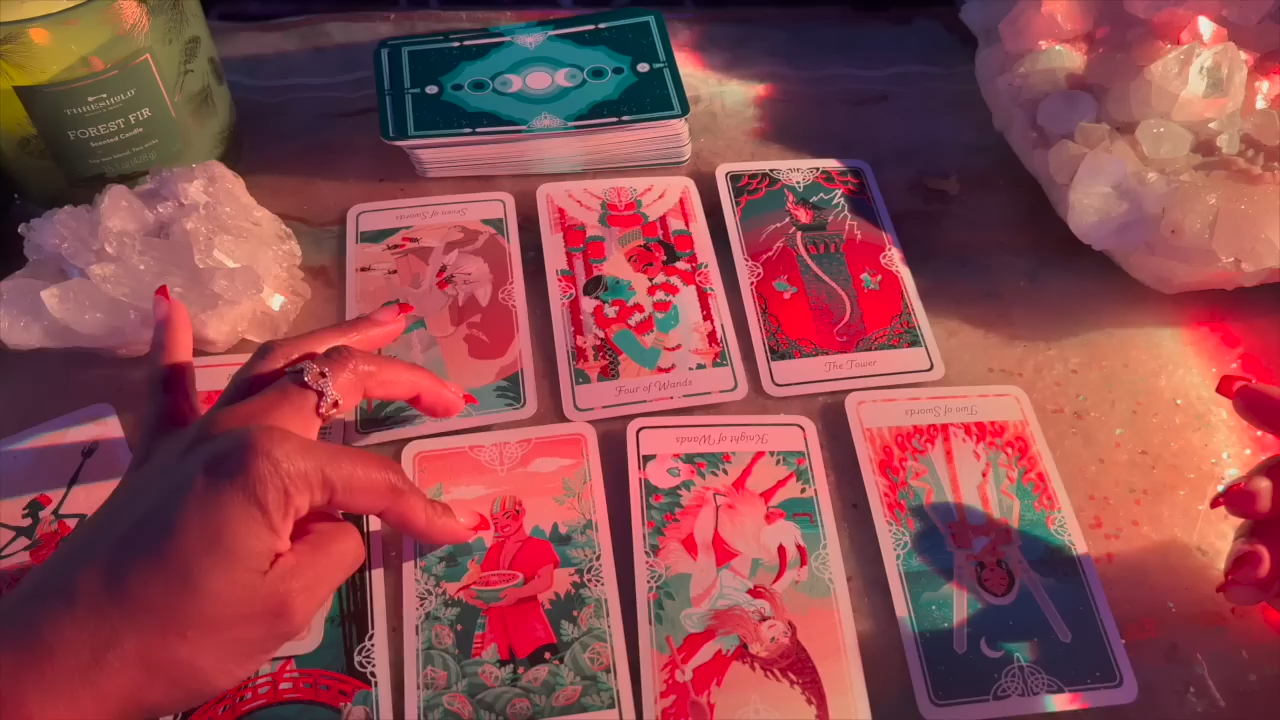 THRESHOLD
FOREST FIR
Scented Candle
Seven of Swords
Four of Wands
The Tower
Knight of Wands
Two of Swords